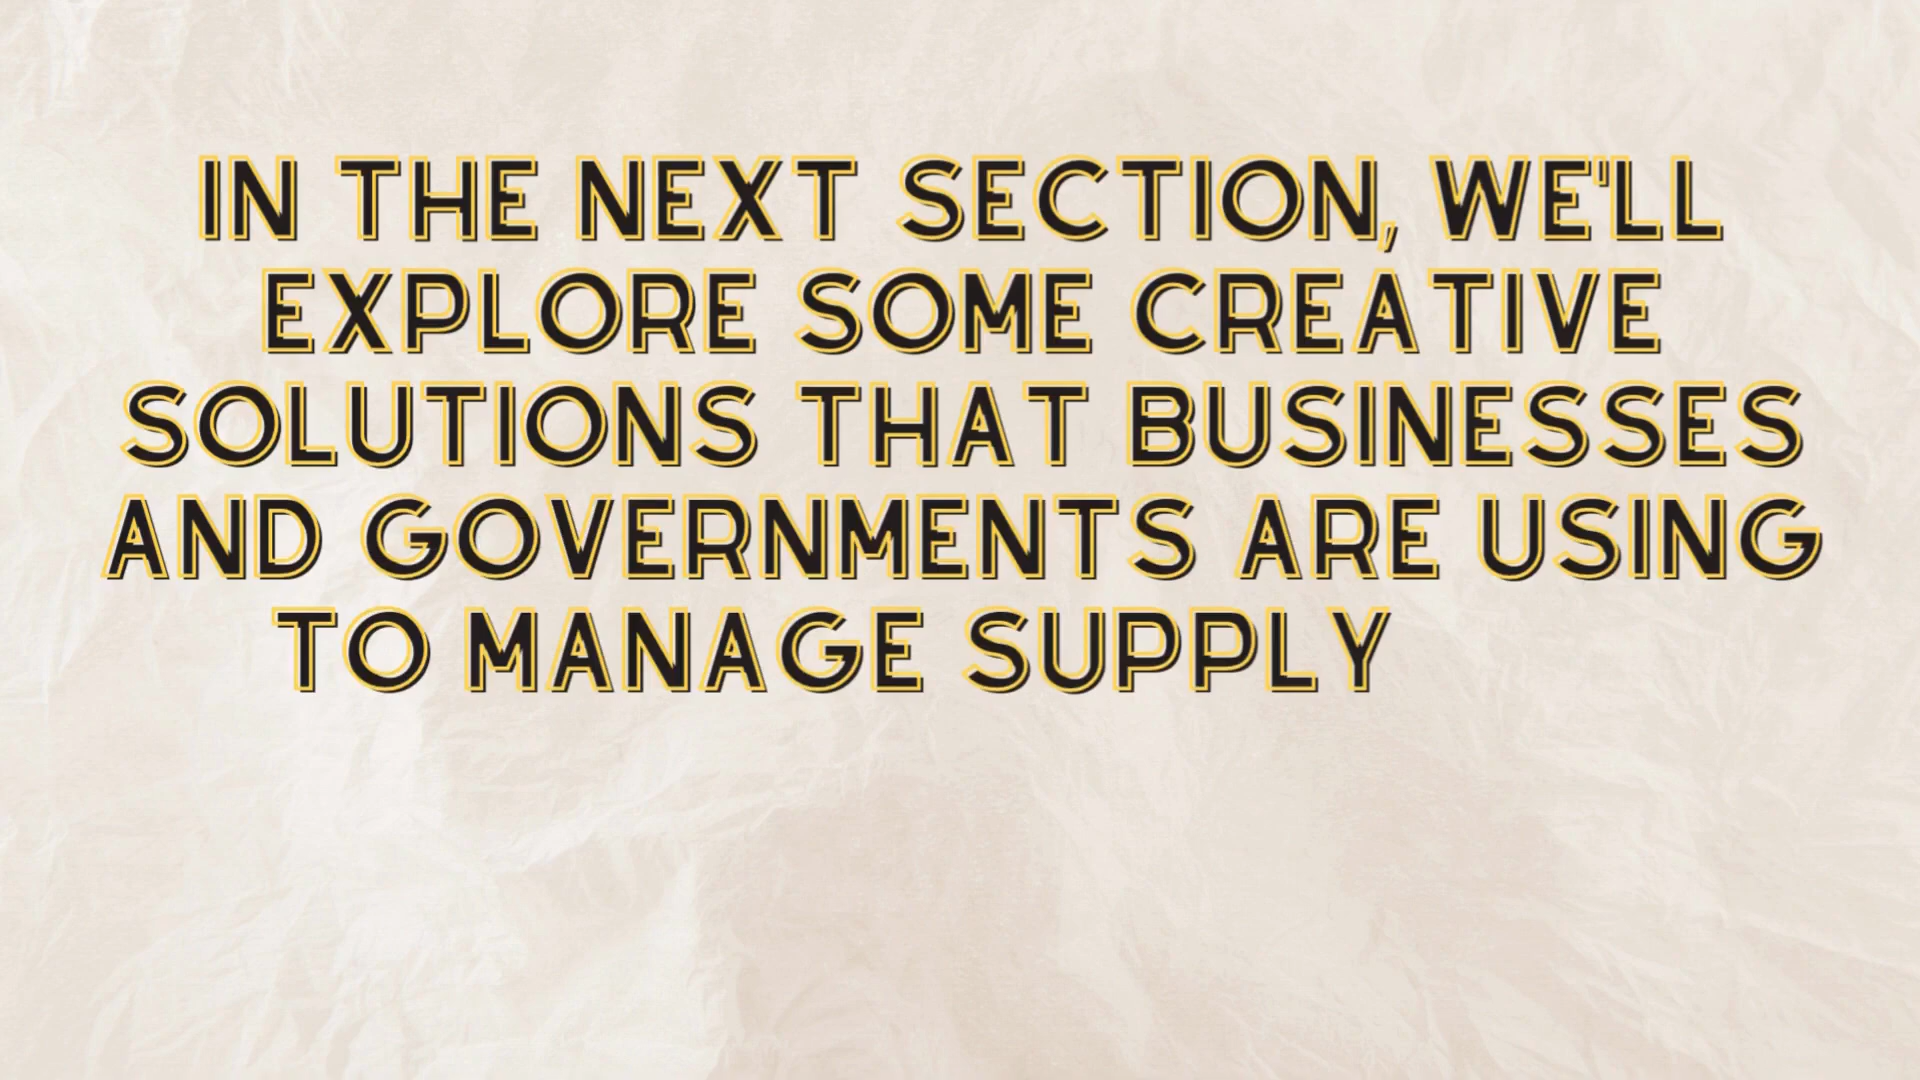 IN THE NEXT SECTION, WE'LL
EXPLORE SOME CREATIVE
SOLUTIONS THAT BUSINESSES
AND GOVERNMENTS ARE USING
TO MANAGE SUPPLY